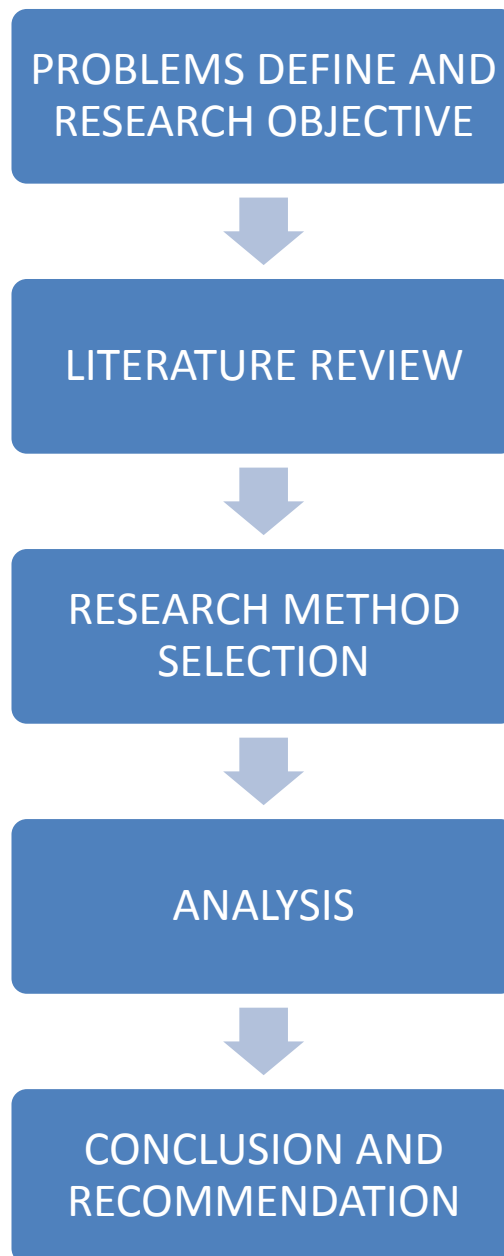 PROBLEMS DEFINE AND
RESEARCH OBJECTIVE
LITERATURE REVIEW
RESEARCH METHOD
SELECTION
ANALYSIS
CONCLUSION AND
RECOMMENDATION